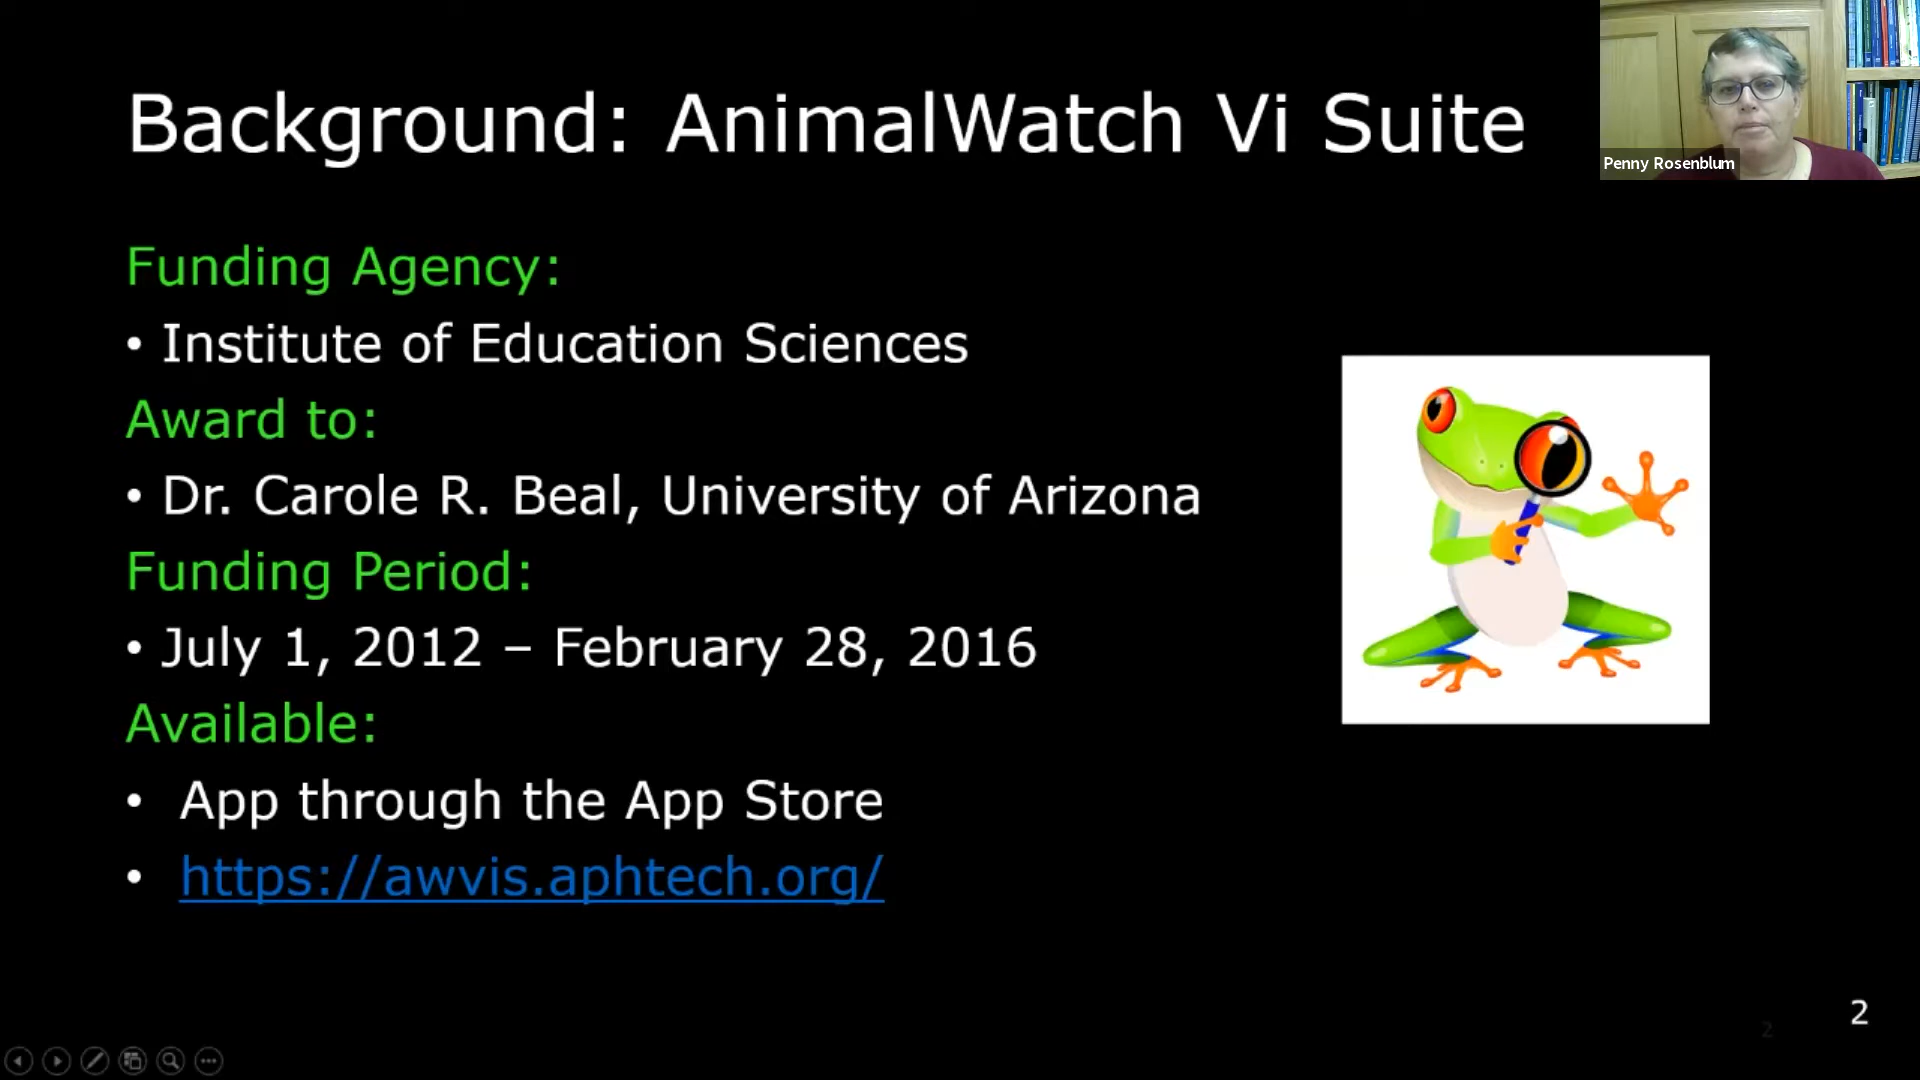 Background: AnimalWatch Vi Suite
Penny Rosenblum
Funding Agency:
• Institute of Education Sciences
Award to:
• Dr. Carole R. Beal, University of Arizona
Funding Period:
• July 1, 2012 – February 28, 2016
Available:
• App through the App Store
• https://awvis.aphtech.org/
2
2